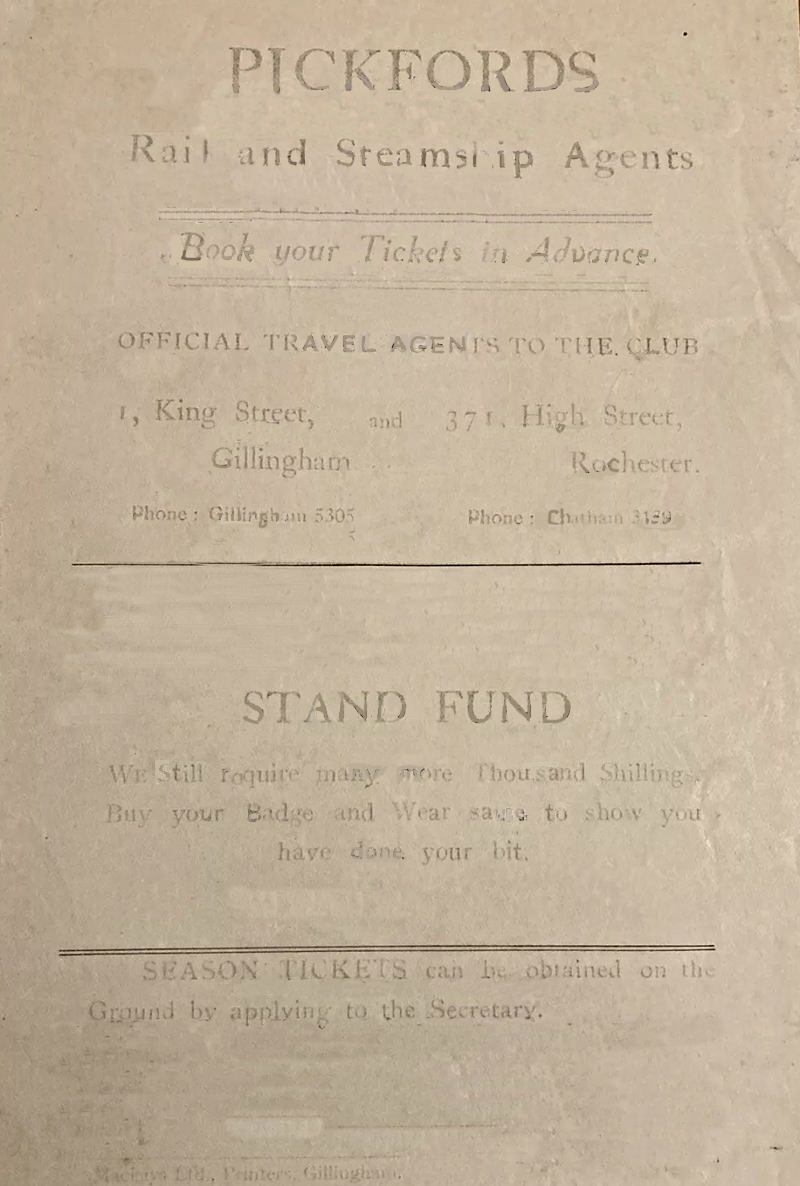 PICKFORDS
Rail and Steamship Agents
Book your Tickets in Advance.
OFFICIAL TRAVEL AGENTS TO THE CLUB
1, King Street, and 371, High Street,
Gillingham Rochester.
Phone : Gillingham 5305 Phone : Chatham
STAND FUND
We Still require many more Thousand Shillings.
Buy your Badge and Wear same to show you
have done your bit.
SEASON TICKETS can be obtained on the
Ground by applying to the Secretary.
Ltd., Printers, Gillingham.